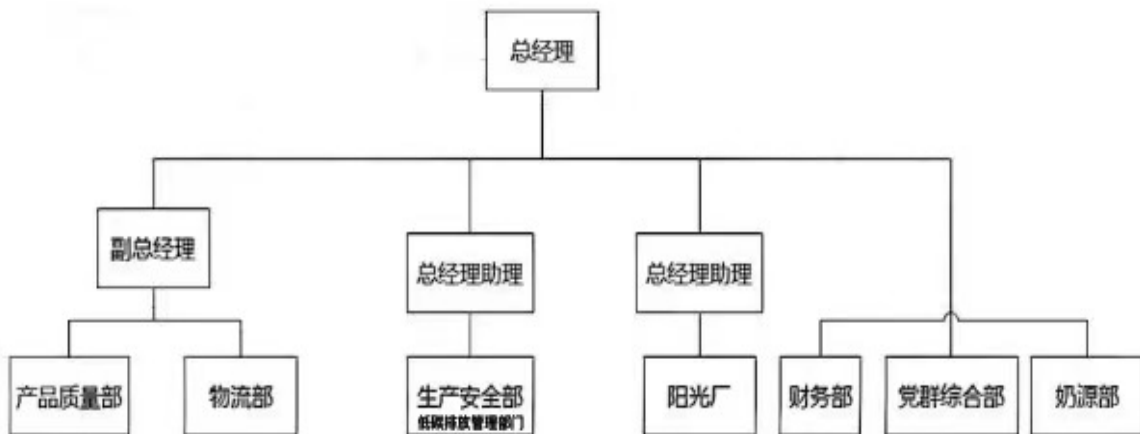 总经理
副总经理
总经理助理
总经理助理
产品质量部
物流部
生产安全部
低碳排放管理部门
阳光厂
财务部
党群综合部
奶源部